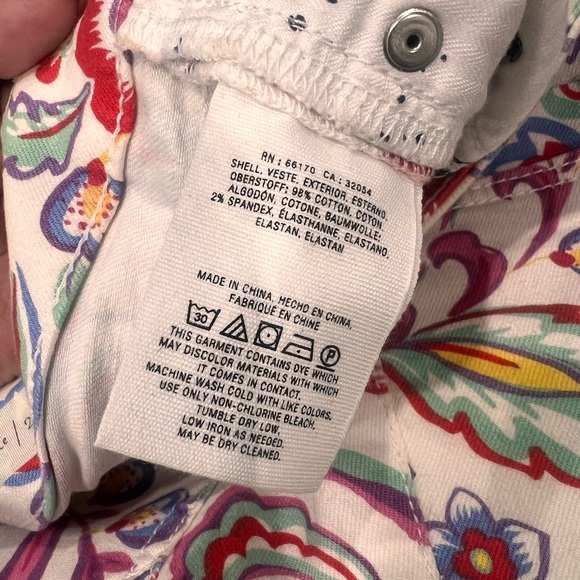 RN : 66170 CA : 32054
SHELL, VESTE, EXTERIOR, ESTERNO,
OBERSTOFF: 98% COTTON, COTON
ALGODÓN, COTONE, BAUMWOLLE;
2% SPANDEX, ÉLASTHANNE, ELASTANO,
ELASTAN, ELASTAN
MADE IN CHINA, HECHO EN CHINA,
FABRIQUÉ EN CHINE
30 P
THIS GARMENT CONTAINS DYE WHICH
MAY DISCOLOR MATERIALS WITH WHICH
IT COMES IN CONTACT.
MACHINE WASH COLD WITH LIKE COLORS.
USE ONLY NON-CHLORINE BLEACH.
TUMBLE DRY LOW.
LOW IRON AS NEEDED.
MAY BE DRY CLEANED.